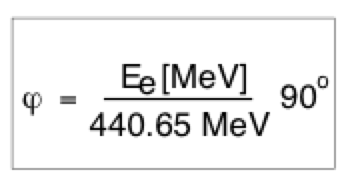 φ = Ee[MeV] / 440.65 MeV 90°